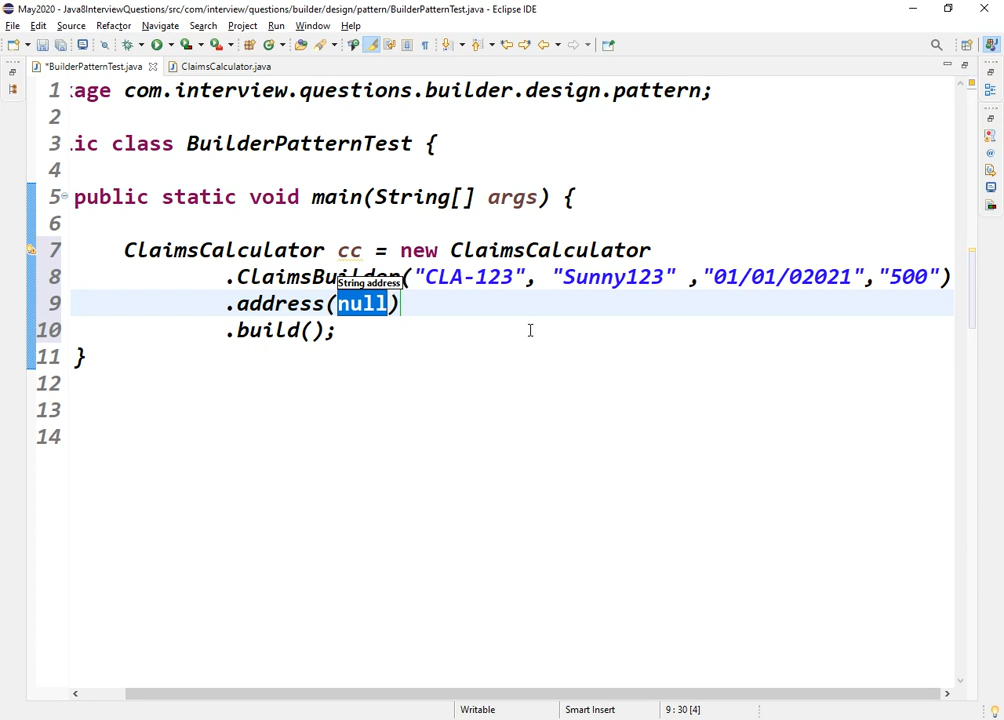 May2020 - Java8InterviewQuestions/src/com/interview/questions/builder/design/pattern/BuilderPatternTest.java - Eclipse IDE
File Edit Source Refactor Navigate Search Project Run Window Help
*BuilderPatternTest.java ClaimsCalculator.java
1 age com.interview.questions.builder.design.pattern;
2
3 ic class BuilderPatternTest {
4
5 public static void main(String[] args) {
6
7 ClaimsCalculator cc = new ClaimsCalculator
8 .ClaimsBuilder("CLA-123", "Sunny123" ,"01/01/02021","500")
String address
9 .address(null)
10 .build();
11 }
12
13
14
Writable Smart Insert 9 : 30 [4]